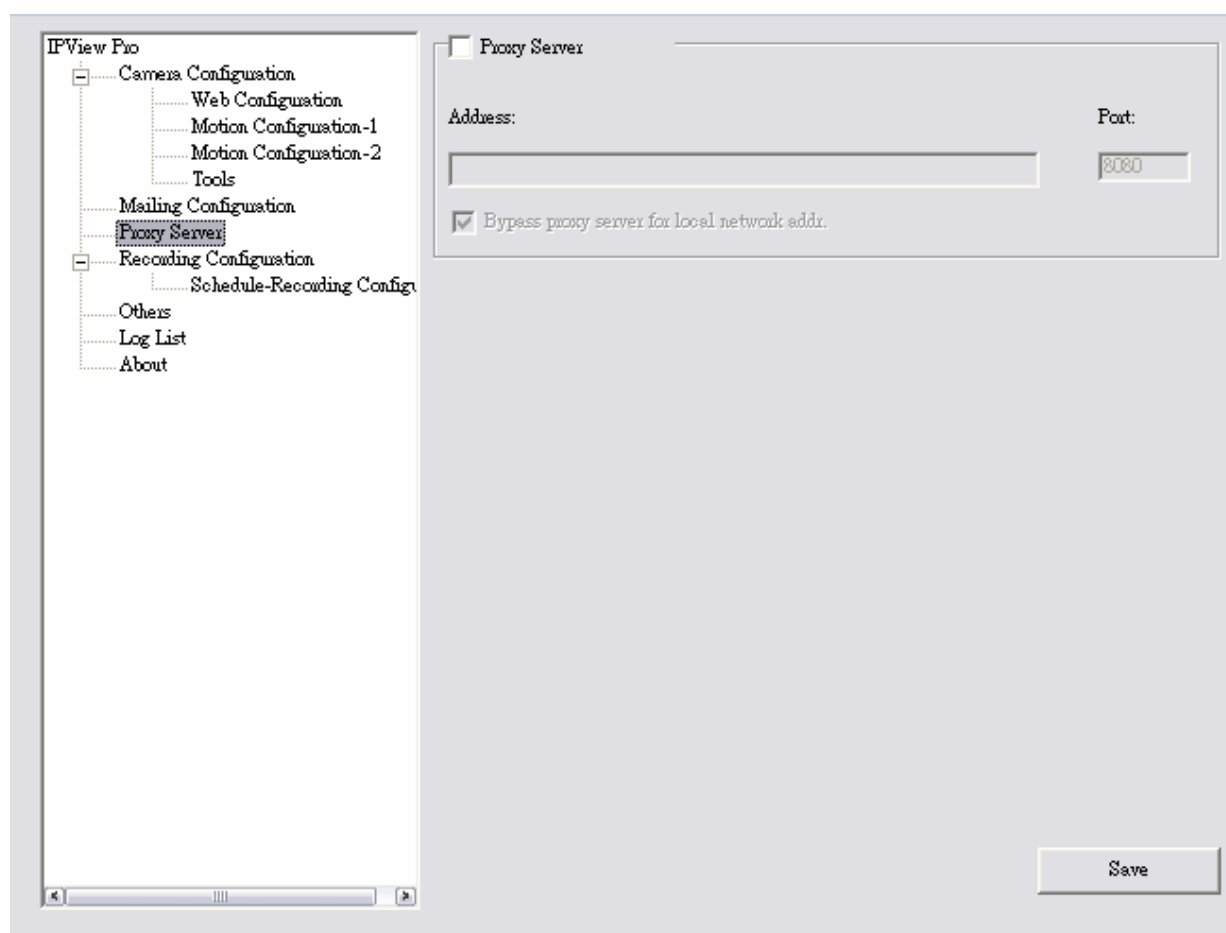 IPView Pro
Camera Configuration
Web Configuration
Motion Configuration-1
Motion Configuration-2
Tools
Mailing Configuration
Proxy Server
Recording Configuration
Schedule-Recording Configu
Others
Log List
About
Proxy Server
Address:
Port:
8080
Bypass proxy server for local network addr.
Save